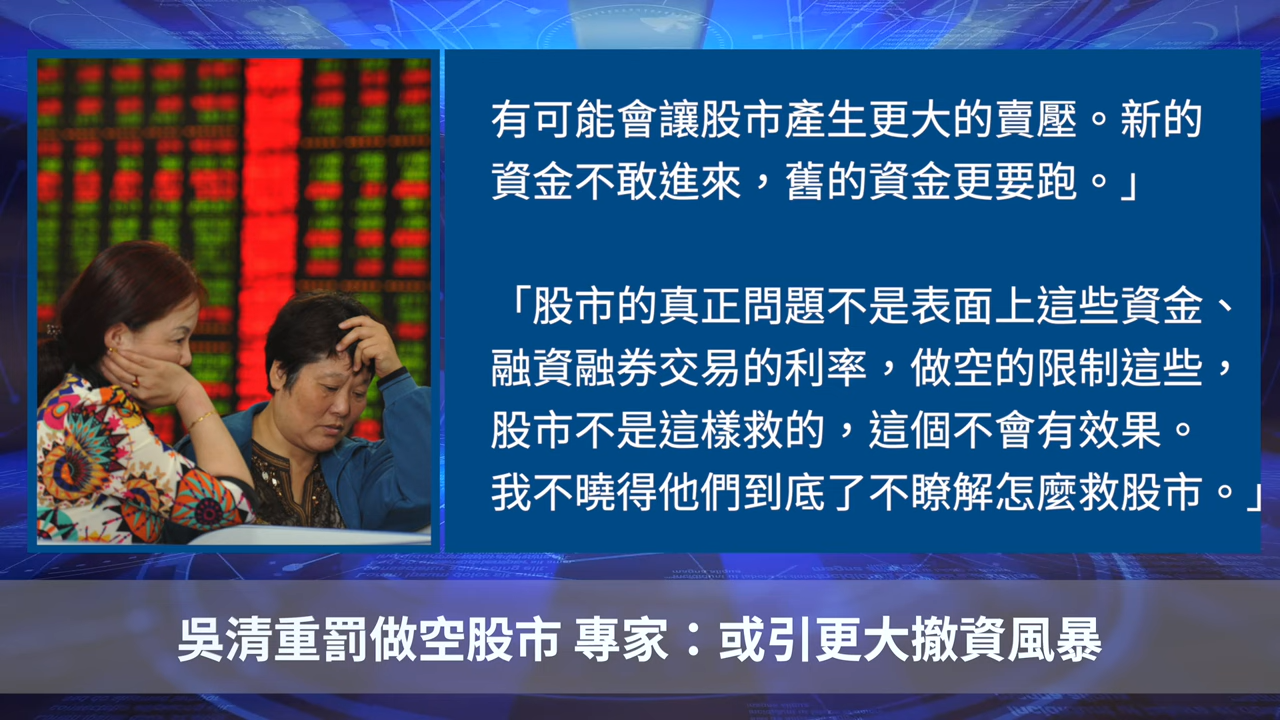 有可能會讓股市產生更大的賣壓。新的
資金不敢進來，舊的資金更要跑。」
「股市的真正問題不是表面上這些資金、
融資融券交易的利率，做空的限制這些，
股市不是這樣救的，這個不會有效果。
我不曉得他們到底了不瞭解怎麼救股市。」
吳清重罰做空股市 專家：或引更大撤資風暴